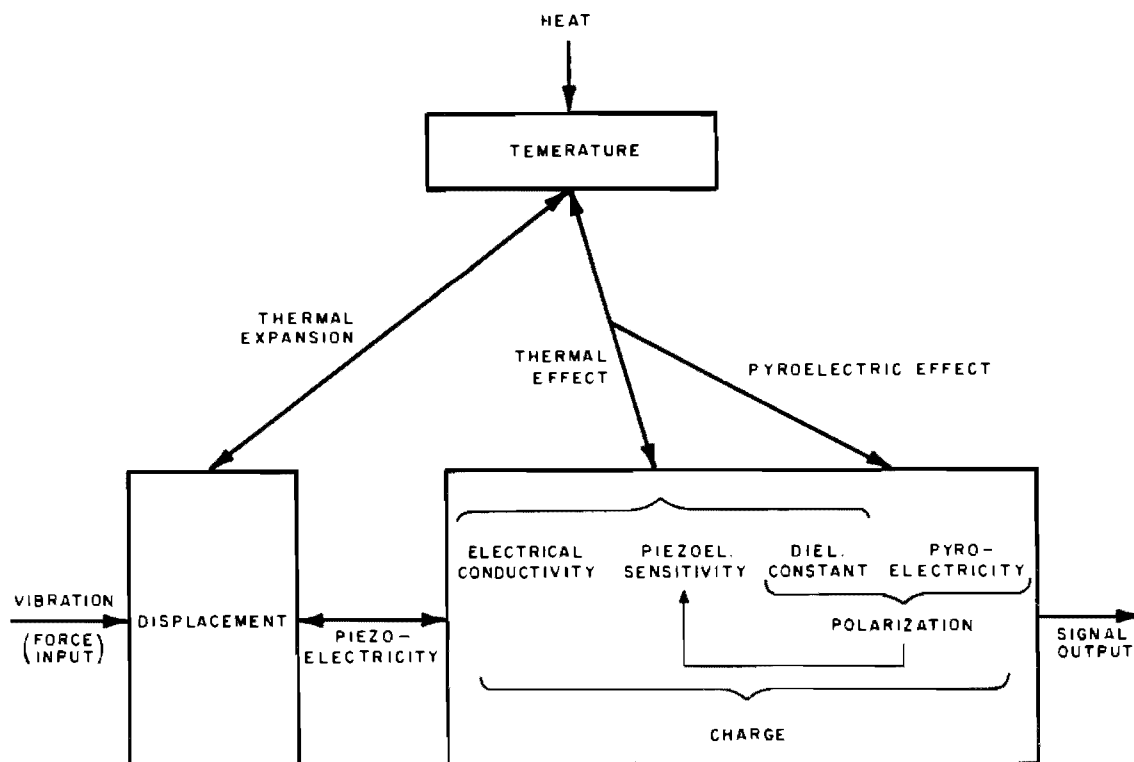 HEAT
TEMERATURE
THERMAL
EXPANSION
THERMAL
EFFECT
PYROELECTRIC EFFECT
ELECTRICAL
CONDUCTIVITY
PIEZOEL.
SENSITIVITY
DIEL.
CONSTANT
PYRO-
ELECTRICITY
VIBRATION
(FORCE
INPUT)
DISPLACEMENT
PIEZO-
ELECTRICITY
POLARIZATION
SIGNAL
OUTPUT
CHARGE